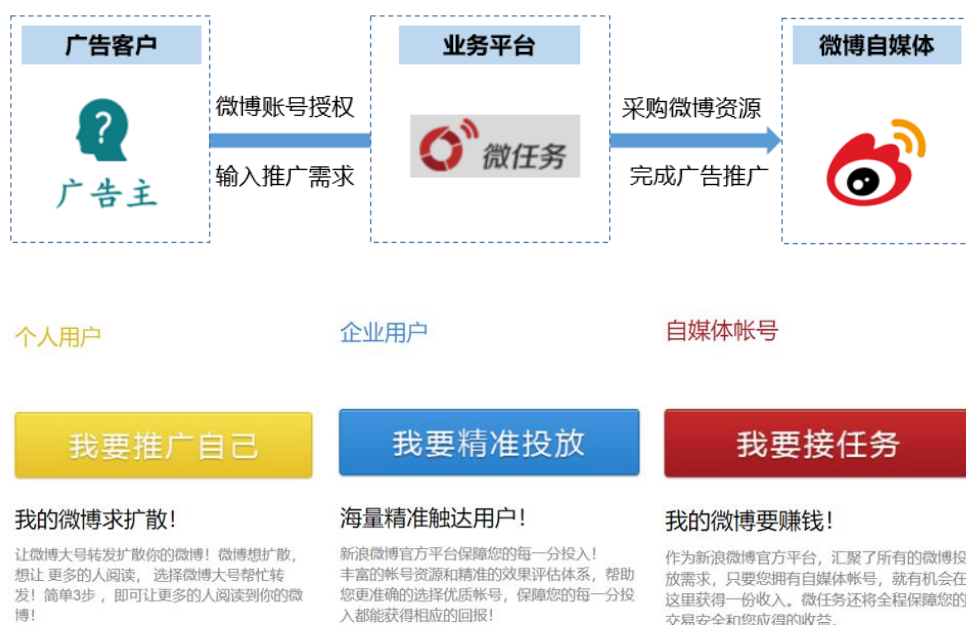 广告客户
业务平台
微博自媒体
微博账号授权
采购微博资源
?
微任务
输入推广需求
完成广告推广
广告主
个人用户
企业用户
自媒体帐号
我要推广自己
我要精准投放
我要接任务
我的微博求扩散!
让微博大号转发扩散你的微博! 微博想扩散,
想让 更多的人阅读, 选择微博大号帮忙转
发! 简单3步 , 即可让更多的人阅读到你的微
博!
海量精准触达用户!
新浪微博官方平台保障您的每一分投入!
丰富的帐号资源和精准的效果评估体系, 帮助
您更准确的选择优质帐号, 保障您的每一分投
入都能获得相应的回报!
我的微博要赚钱!
作为新浪微博官方平台, 汇聚了所有的微博投
放需求, 只要您拥有自媒体帐号, 就有机会在
这里获得一份收入。微任务还将全程保障您的
交易安全和您应得的收益。